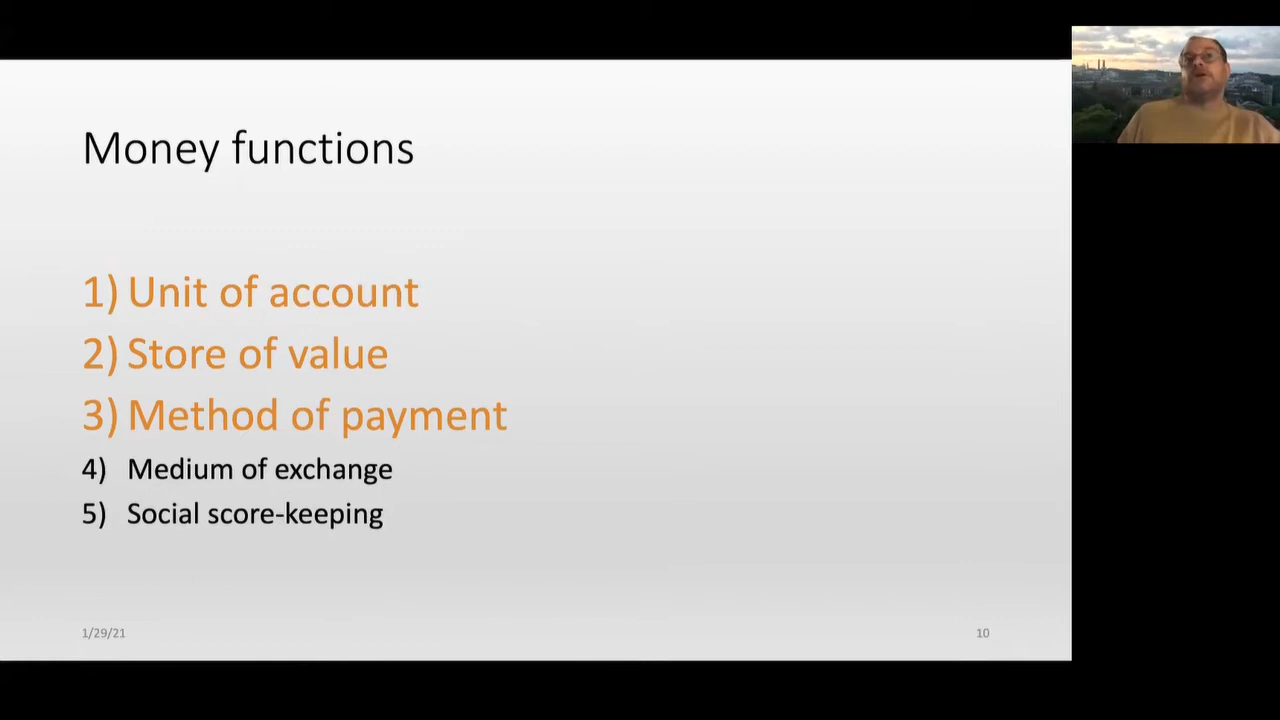 Money functions
1) Unit of account
2) Store of value
3) Method of payment
4) Medium of exchange
5) Social score-keeping
1/29/21
10